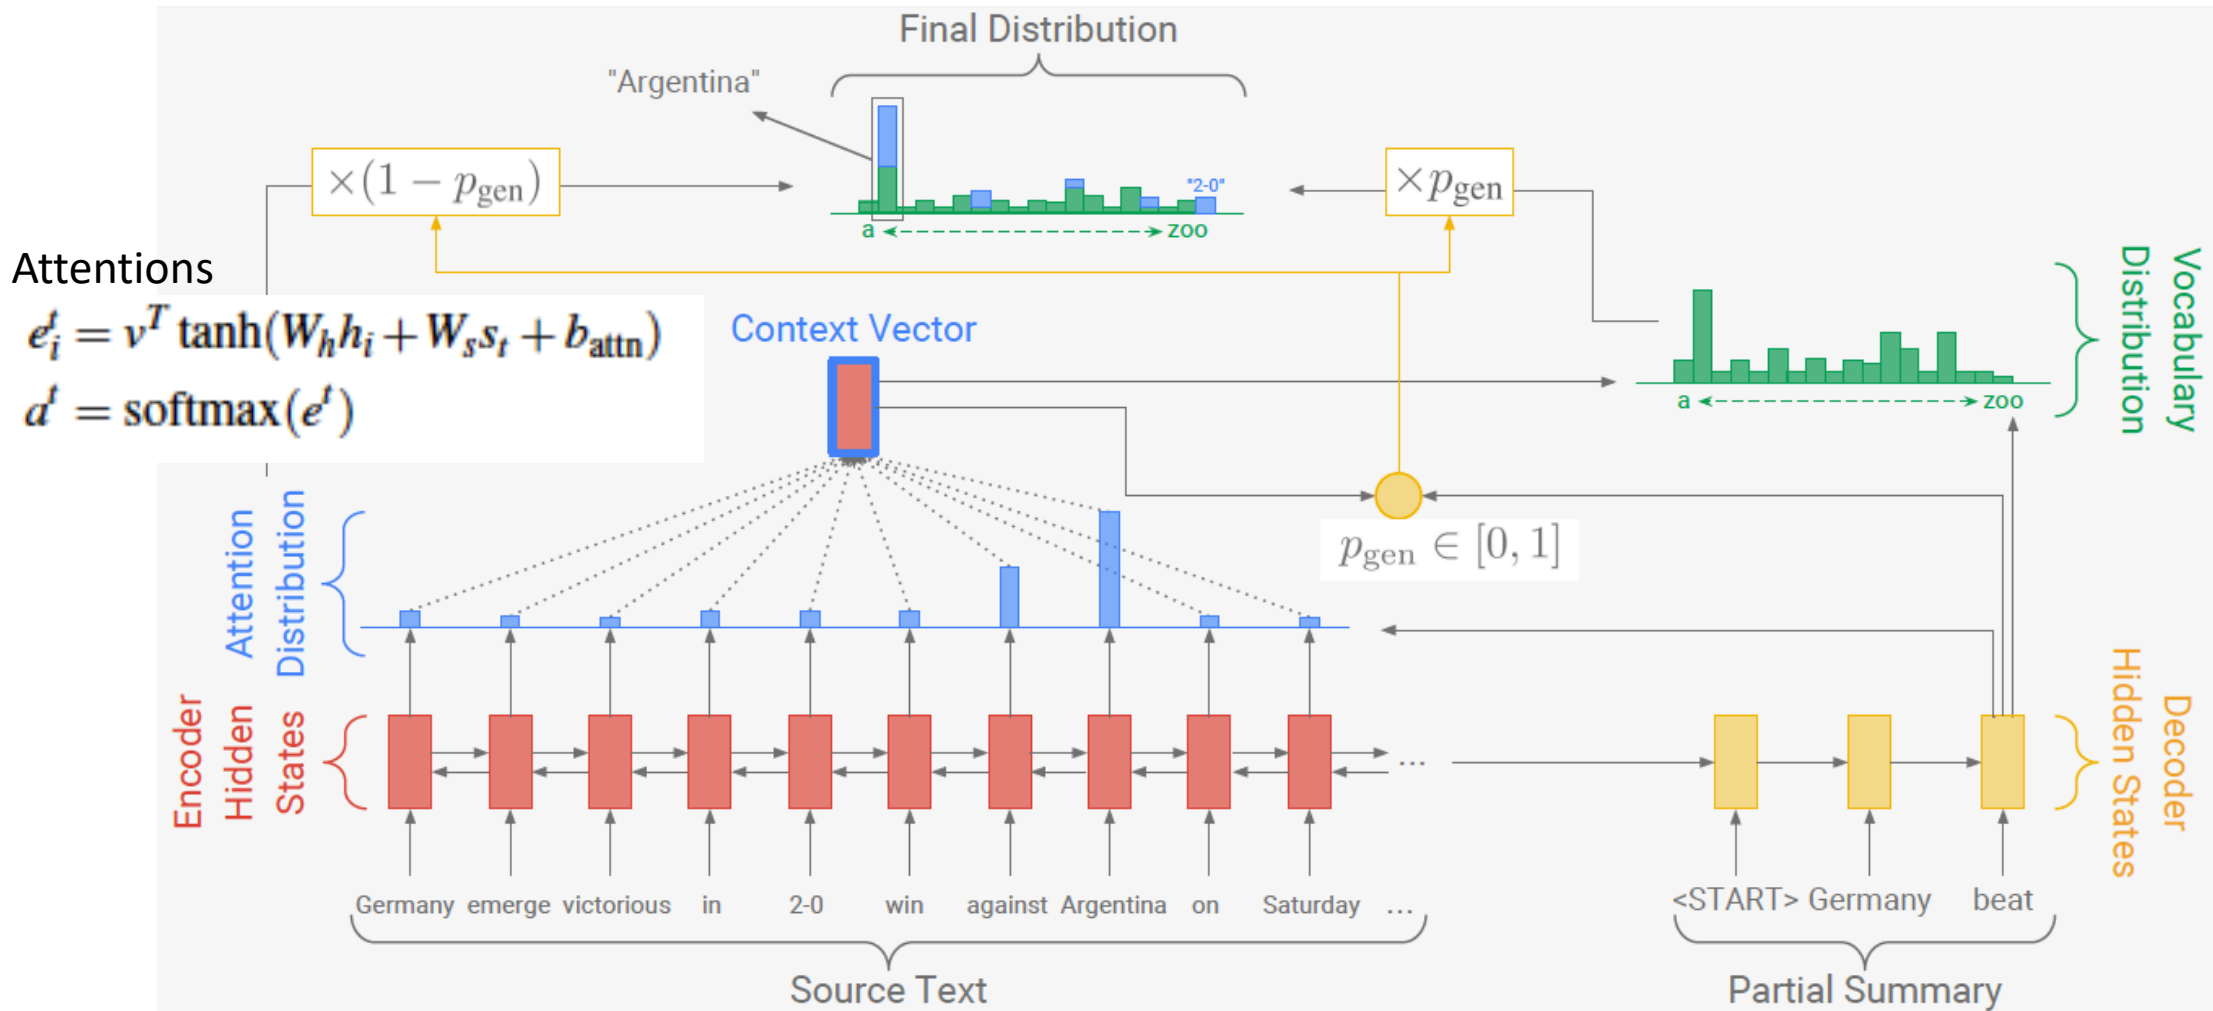 Final Distribution
"Argentina"
×(1 − p_gen)
×p_gen
"2-0"
a
zoo
Attentions
e_i^t = v^T tanh(W_h h_i + W_s s_t + b_attn)
a^t = softmax(e^t)
Context Vector
Vocabulary
Distribution
a
zoo
p_gen ∈ [0, 1]
Attention
Distribution
Encoder
Hidden
States
...
Decoder
Hidden States
Germany emerge victorious in 2-0 win against Argentina on Saturday ...
<START> Germany beat
Source Text
Partial Summary